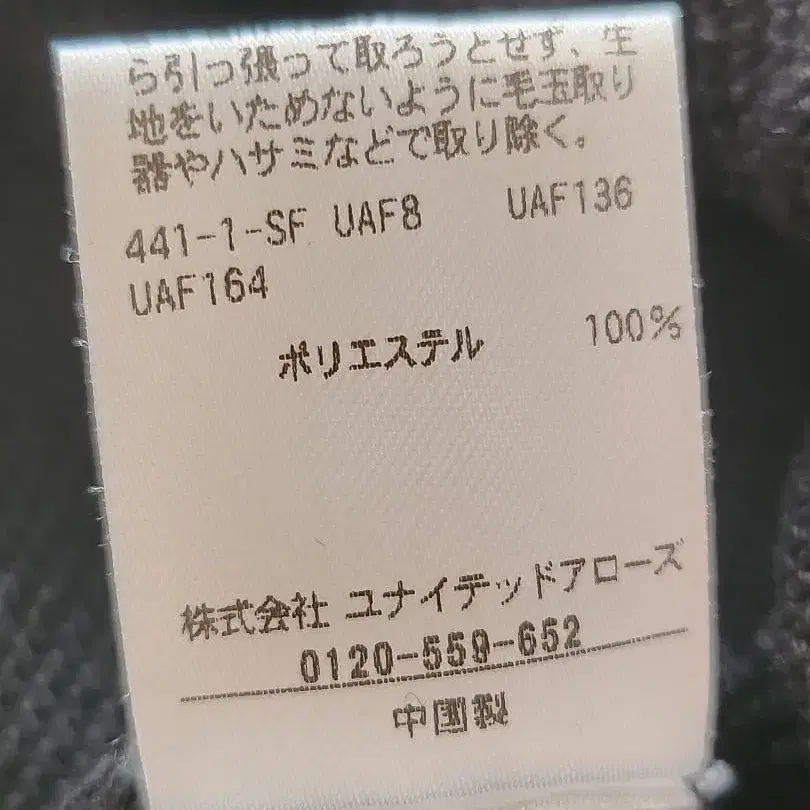 ら引っ張って取ろうとせず、生
地をいためないように毛玉取り
器やハサミなどで取り除く。
441-1-SF UAF8 UAF136
UAF164
ポリエステル 100%
株式会社 ユナイテッドアローズ
0120-559-652
中国製